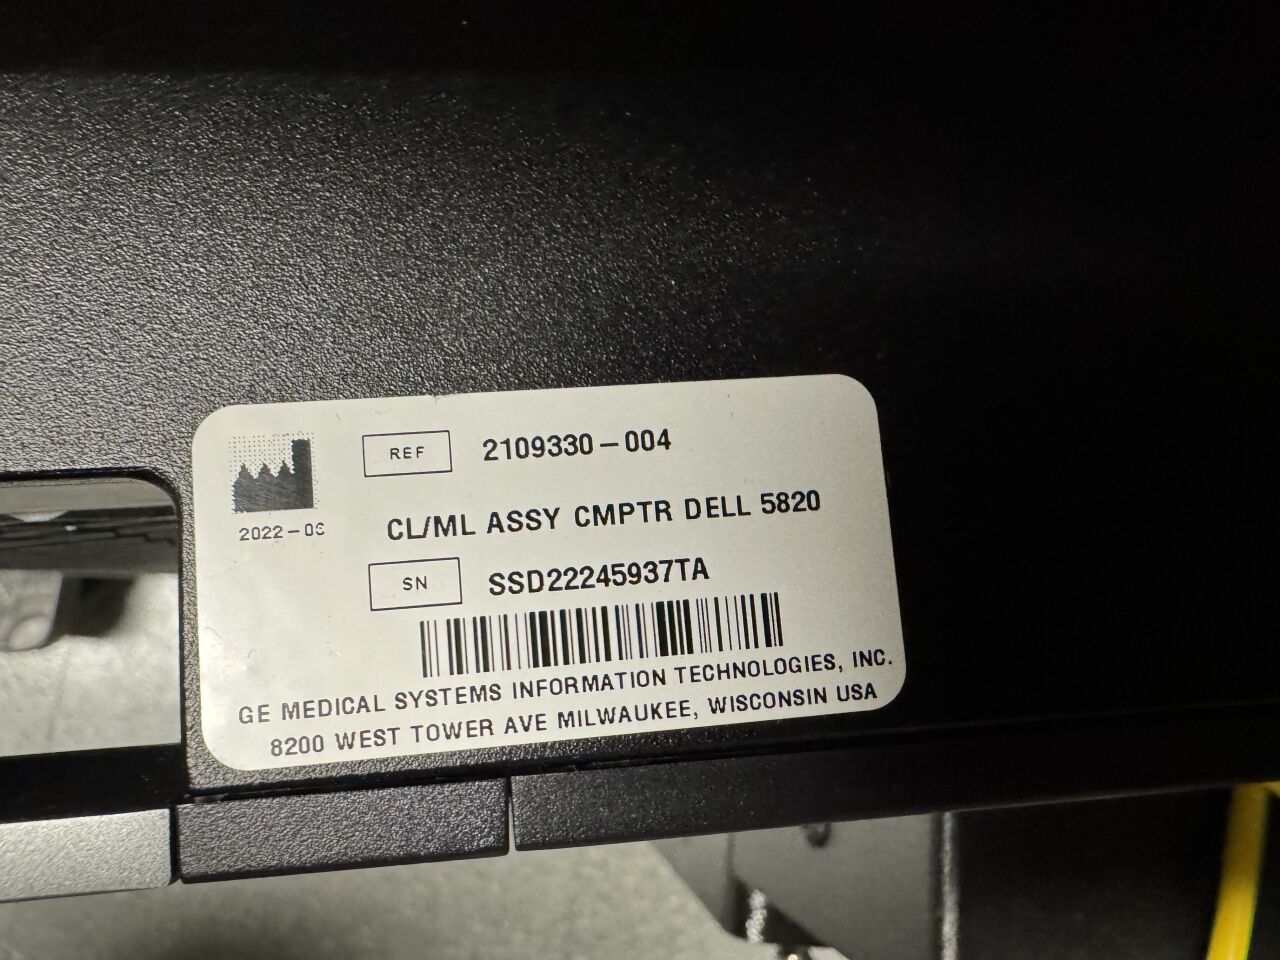 REF 2109330-004
CL/ML ASSY CMPTR DELL 5820
SN SSD22245937TA
GE MEDICAL SYSTEMS INFORMATION TECHNOLOGIES, INC.
8200 WEST TOWER AVE MILWAUKEE, WISCONSIN USA